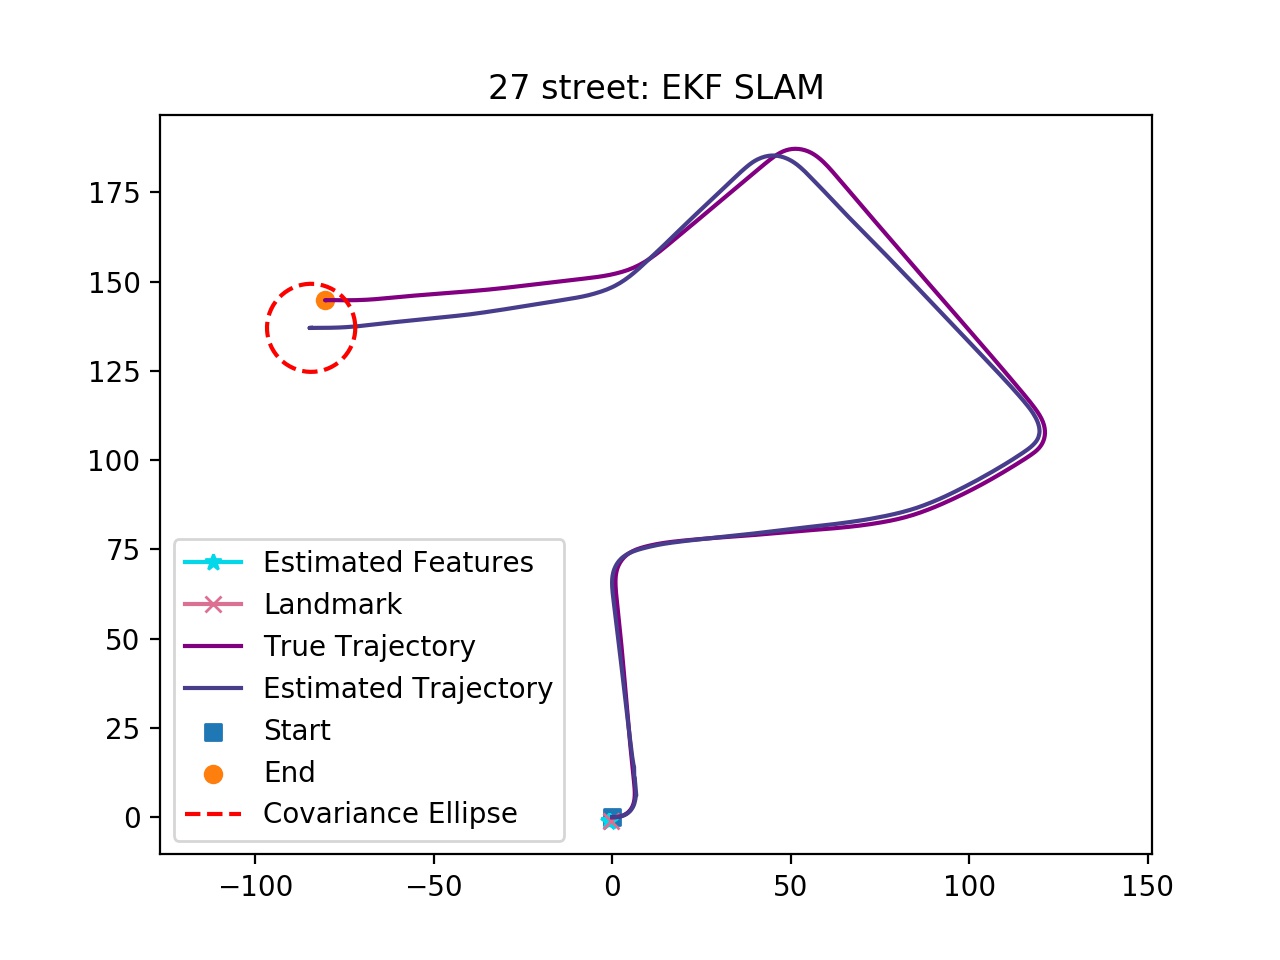 27 street: EKF SLAM
175
150
125
100
75
50
25
0
Estimated Features
Landmark
True Trajectory
Estimated Trajectory
Start
End
Covariance Ellipse
−100 −50 0 50 100 150